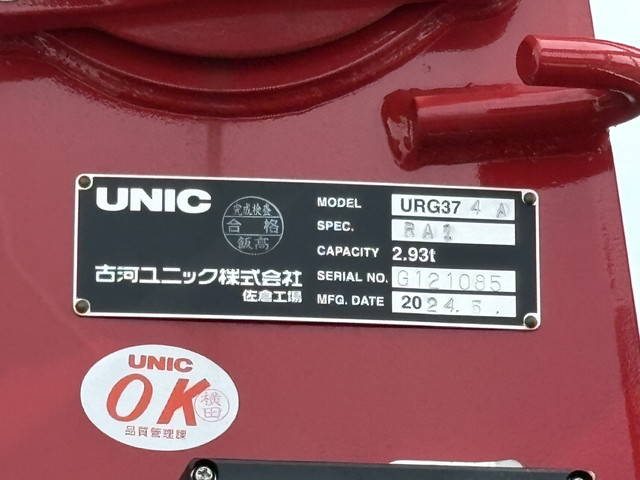 UNIC
完成検査
合格
飯高
古河ユニック株式会社
佐倉工場
MODEL URG374A
SPEC. RA2
CAPACITY 2.93t
SERIAL NO. G121085
MFG. DATE 2024.6.
UNIC
OK
横田
品質管理課